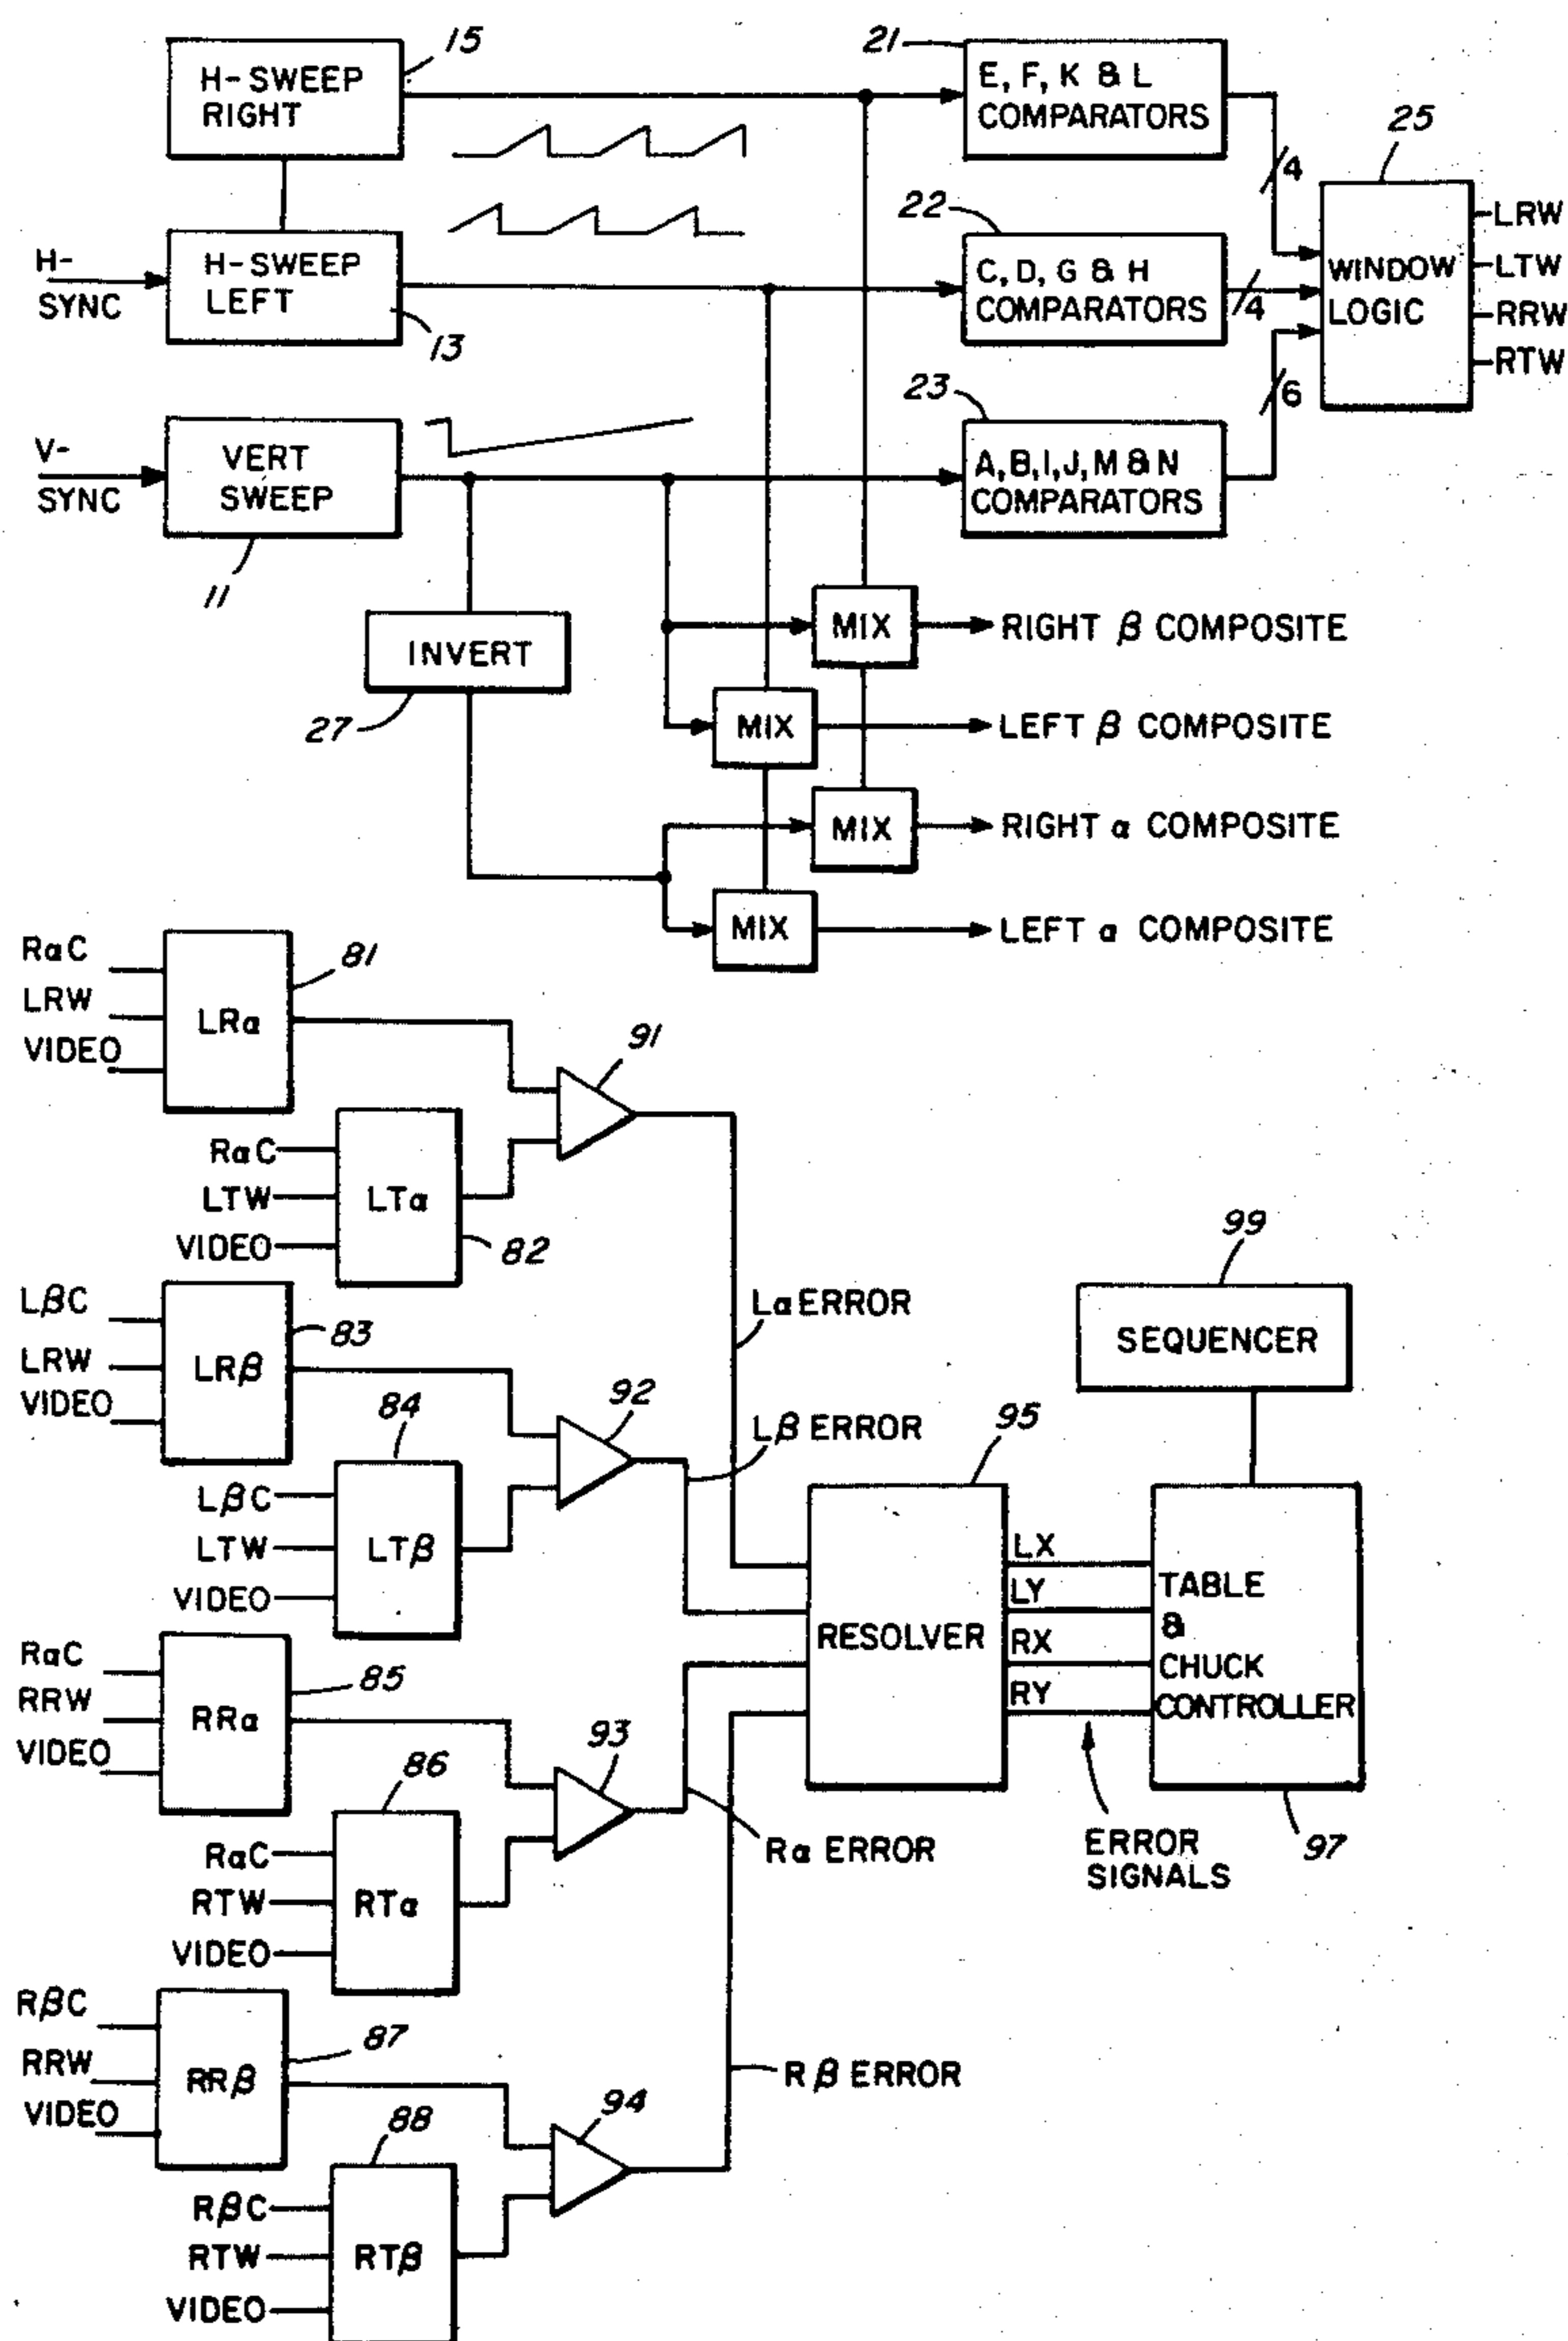 15
H-SWEEP
RIGHT
21
E, F, K & L
COMPARATORS
4
25
H-
SYNC
H-SWEEP
LEFT
13
22
C, D, G & H
COMPARATORS
4
WINDOW
LOGIC
LRW
LTW
RRW
RTW
V-
SYNC
VERT
SWEEP
11
23
A, B, I, J, M & N
COMPARATORS
6
INVERT
27
MIX
RIGHT β COMPOSITE
MIX
LEFT β COMPOSITE
MIX
RIGHT α COMPOSITE
MIX
LEFT α COMPOSITE
RαC
LRW
VIDEO
LRα
81
91
RαC
LTW
VIDEO
LTα
82
Lα ERROR
LβC
LRW
VIDEO
LRβ
83
92
Lβ ERROR
LβC
LTW
VIDEO
84
LTβ
99
SEQUENCER
95
RESOLVER
LX
LY
RX
RY
TABLE
&
CHUCK
CONTROLLER
97
ERROR
SIGNALS
RαC
RRW
VIDEO
RRα
85
93
Rα ERROR
RαC
RTW
VIDEO
86
RTα
RβC
RRW
VIDEO
RRβ
87
94
R β ERROR
RβC
RTW
VIDEO
88
RTβ